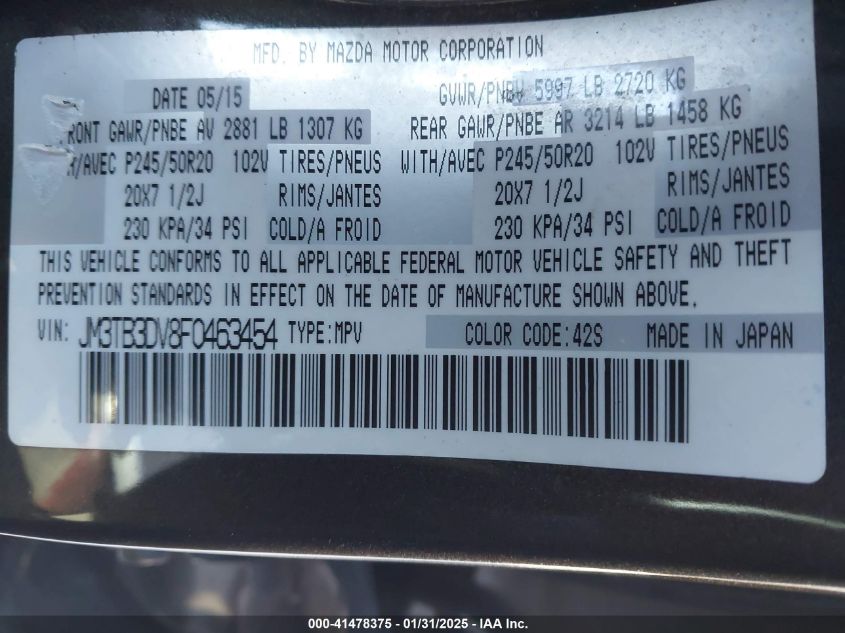 MFD. BY MAZDA MOTOR CORPORATION
DATE 05/15 GVWR/PNBV 5997 LB 2720 KG
FRONT GAWR/PNBE AV 2881 LB 1307 KG REAR GAWR/PNBE AR 3214 LB 1458 KG
P245/50R20 102V TIRES/PNEUS WITH/AVEC P245/50R20 102V TIRES/PNEUS
20X7 1/2J RIMS/JANTES 20X7 1/2J RIMS/JANTES
230 KPA/34 PSI COLD/A FROID 230 KPA/34 PSI COLD/A FROID
THIS VEHICLE CONFORMS TO ALL APPLICABLE FEDERAL MOTOR VEHICLE SAFETY AND THEFT
PREVENTION STANDARDS IN EFFECT ON THE DATE OF MANUFACTURE SHOWN ABOVE.
VIN: JM3TB3DV8F0463454 TYPE:MPV COLOR CODE:42S MADE IN JAPAN
000-41478375 - 01/31/2025 - IAA Inc.